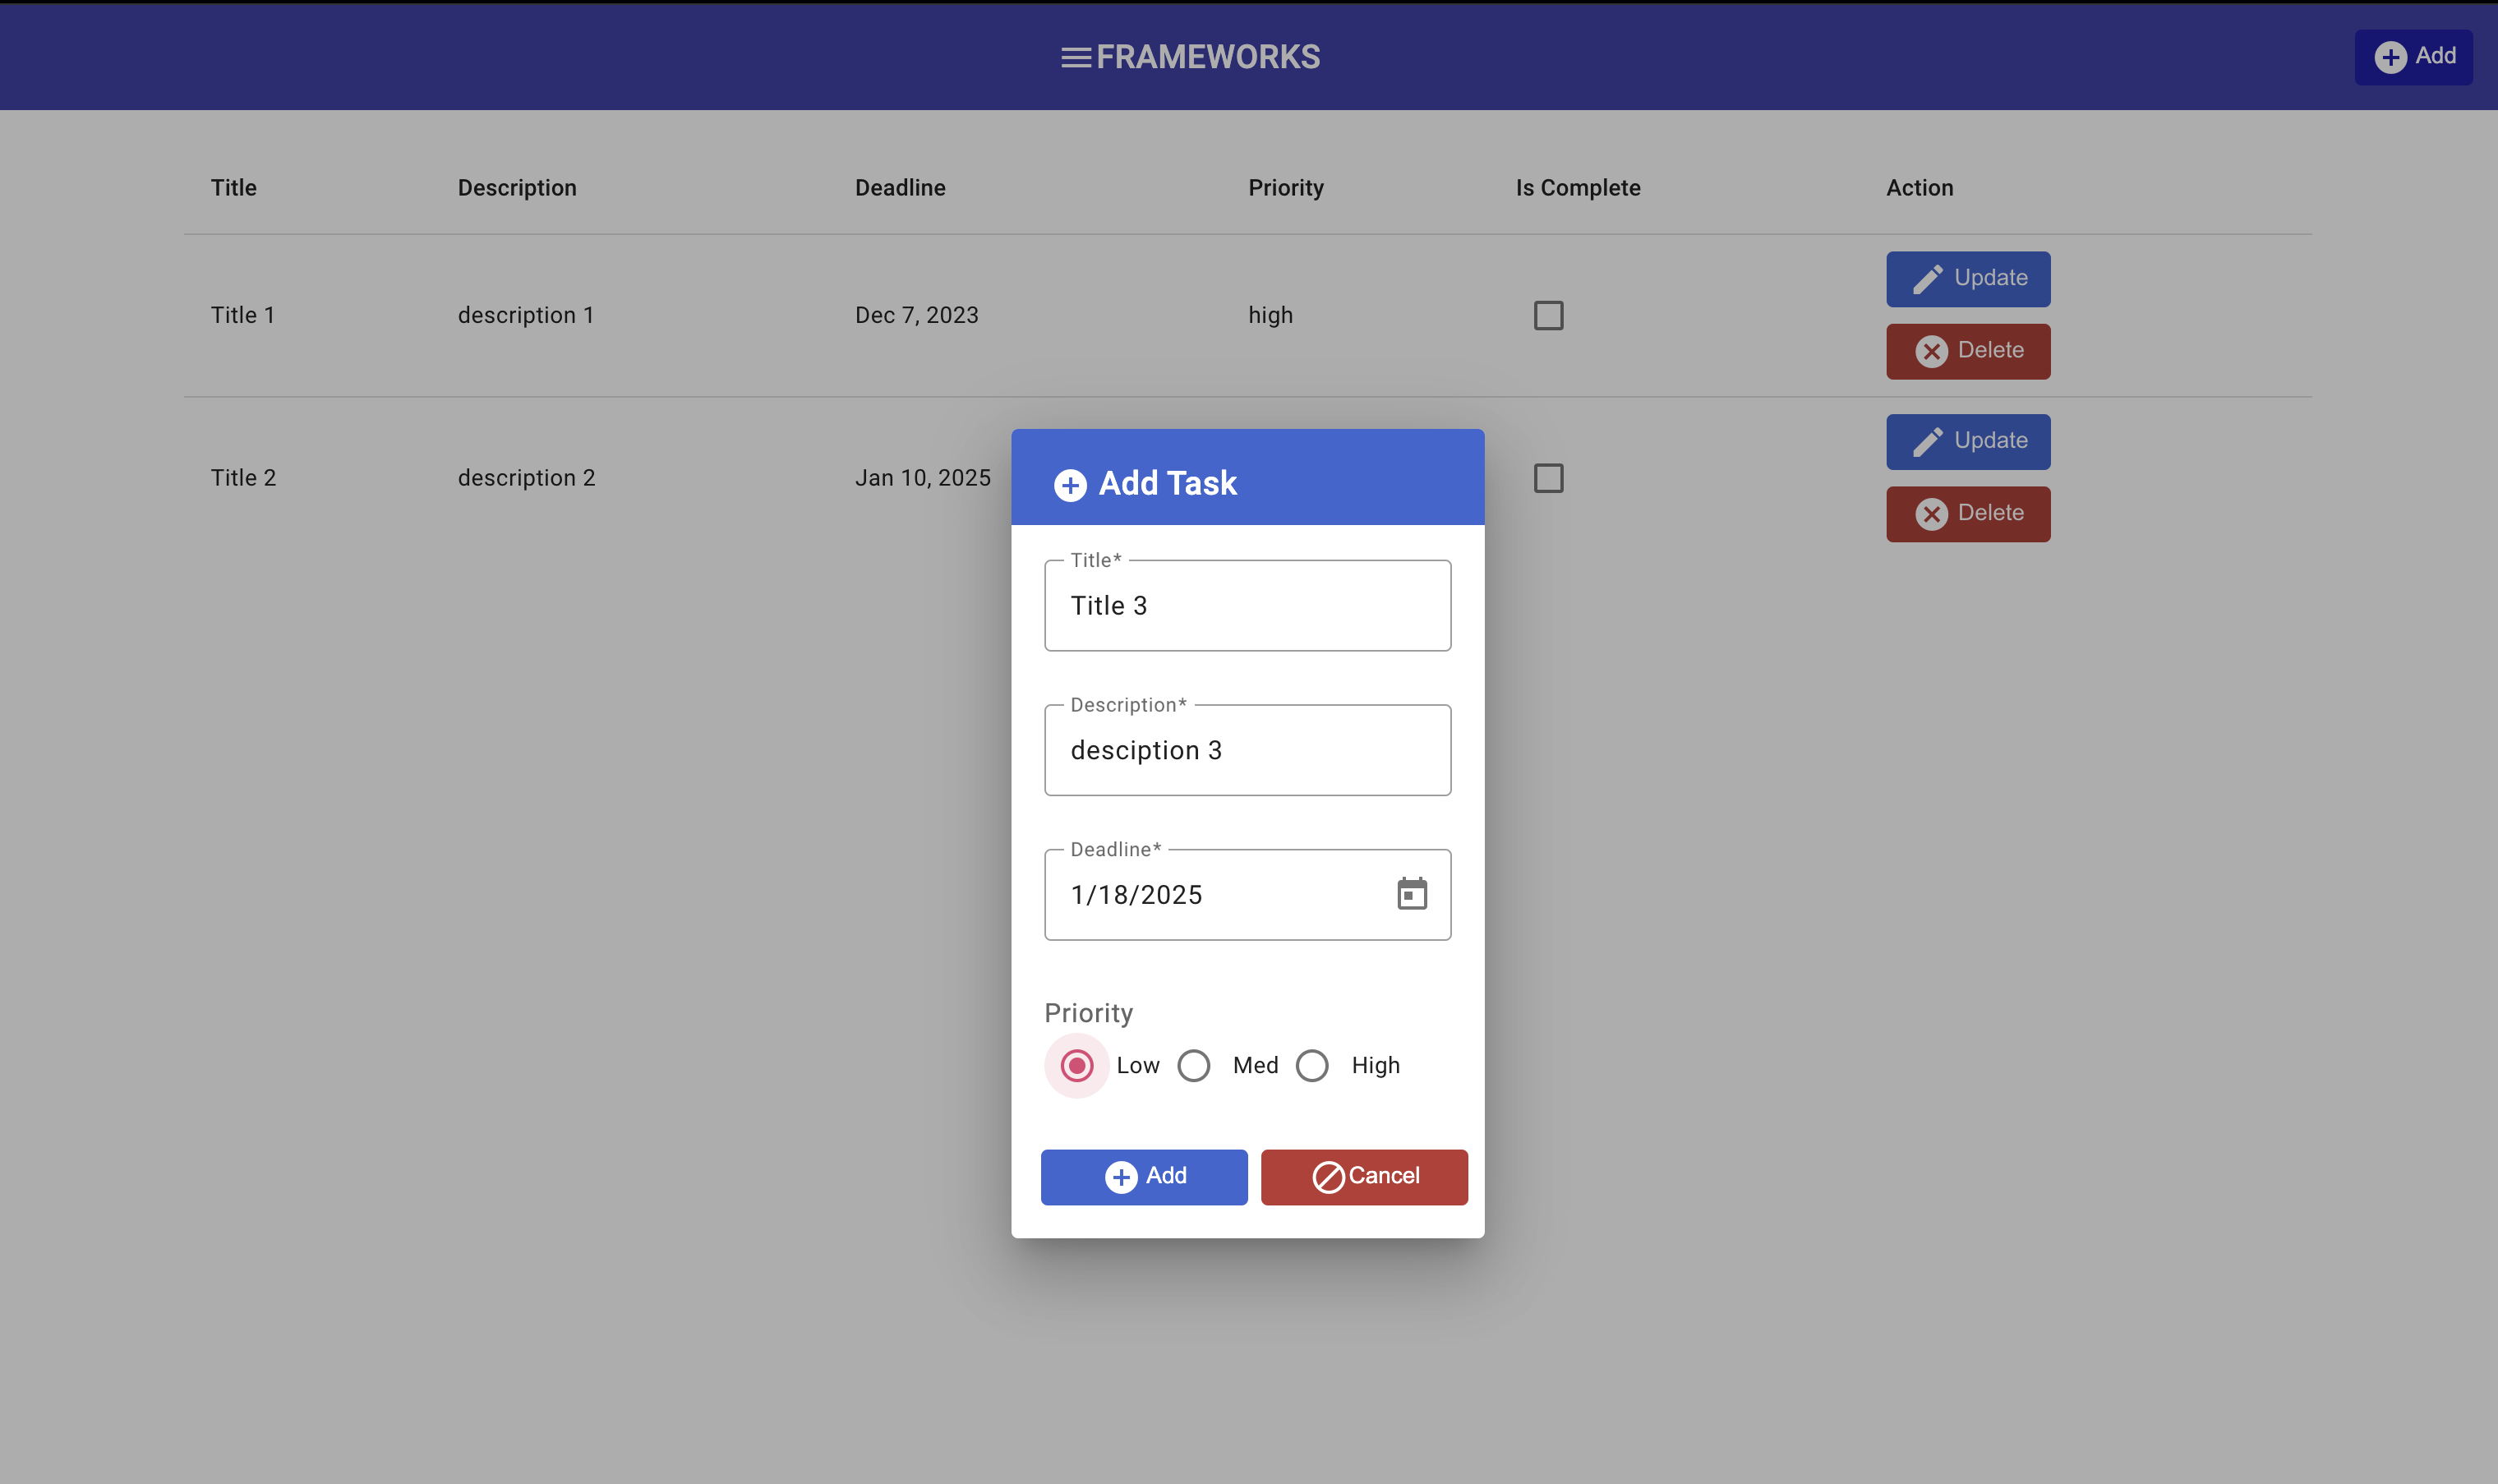 FRAMEWORKS
Add
Title Description Deadline Priority Is Complete Action
Title 1 description 1 Dec 7, 2023 high
Update
Delete
Title 2 description 2 Jan 10, 2025
Update
Delete
Add Task
Title*
Title 3
Description*
desciption 3
Deadline*
1/18/2025
Priority
Low Med High
Add Cancel